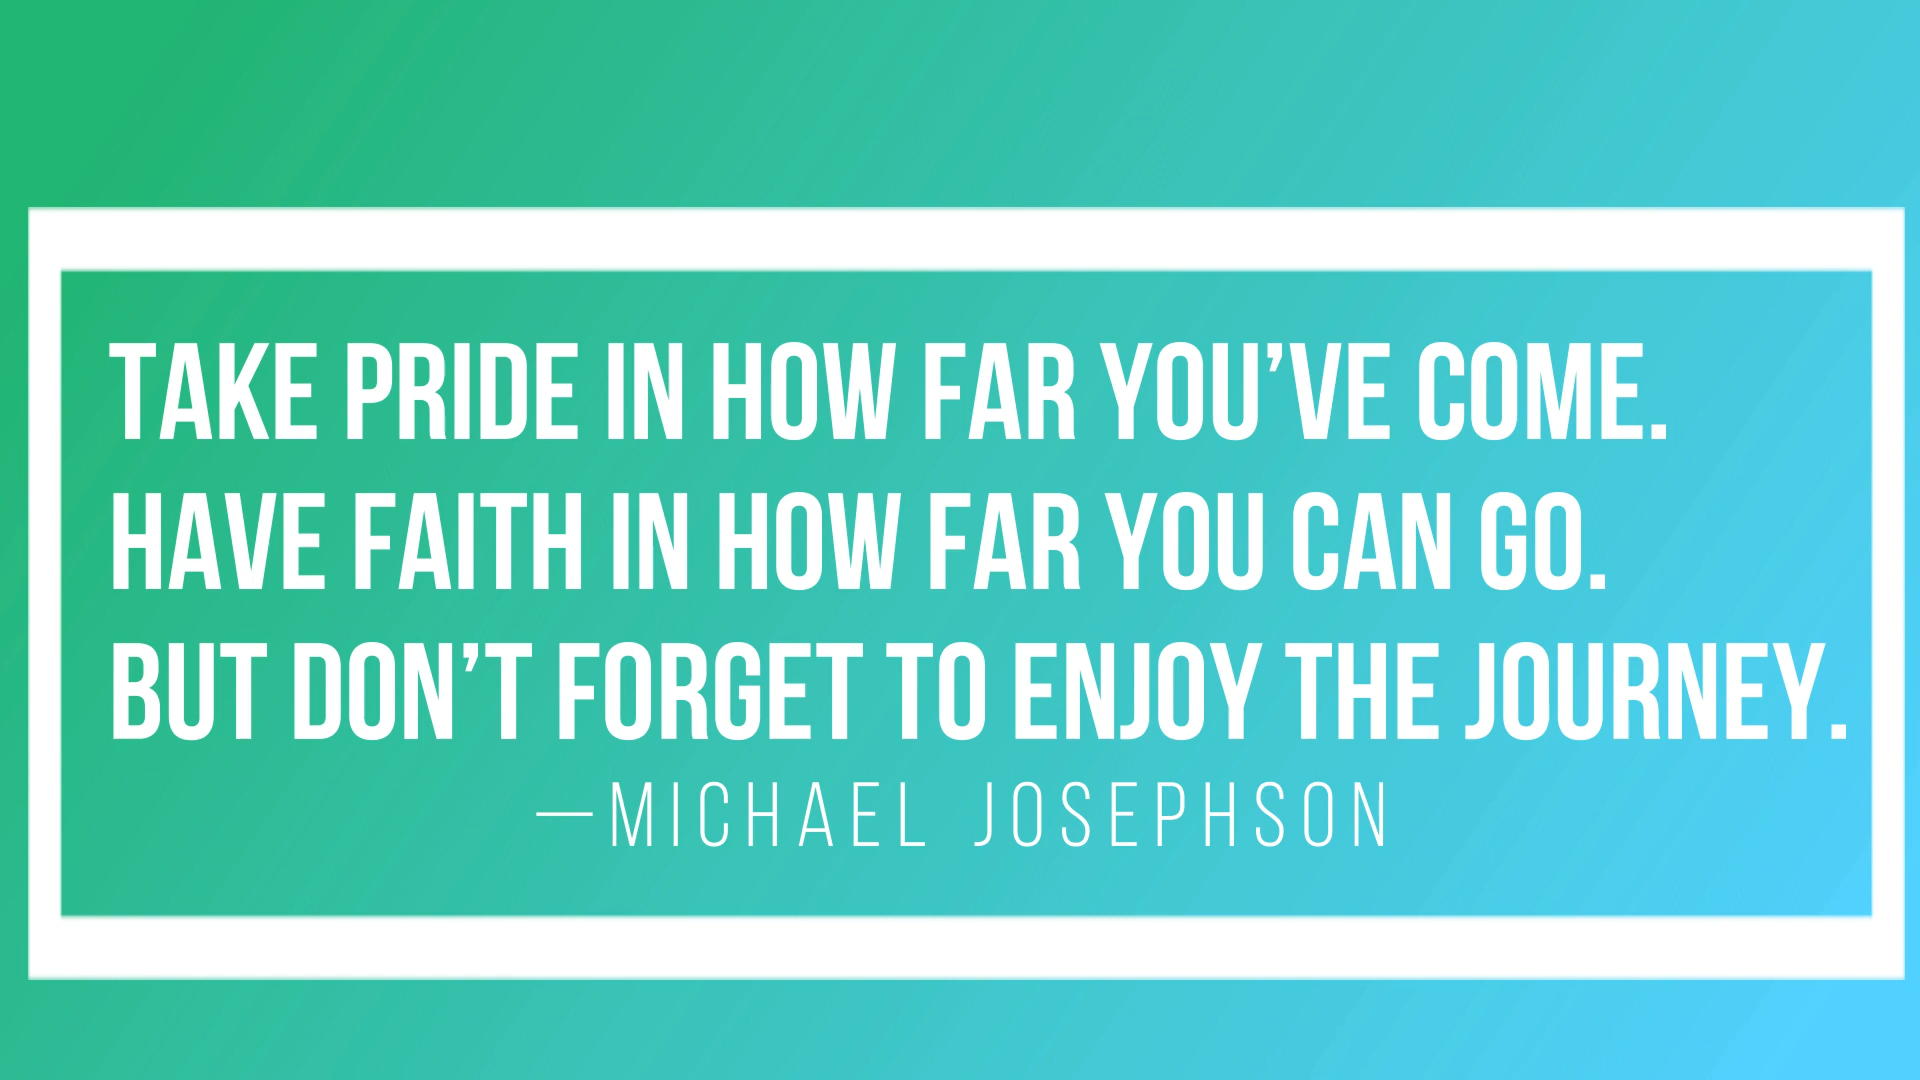 TAKE PRIDE IN HOW FAR YOU’VE COME.
HAVE FAITH IN HOW FAR YOU CAN GO.
BUT DON’T FORGET TO ENJOY THE JOURNEY.
—MICHAEL JOSEPHSON